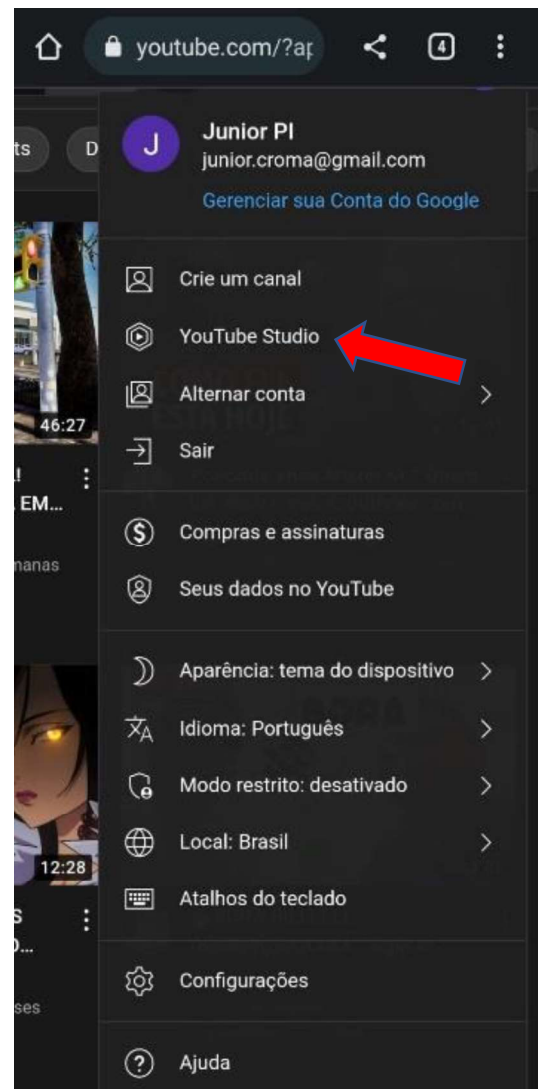 youtube.com/?ap
4
ts
D
J
Junior PI
junior.croma@gmail.com
Gerenciar sua Conta do Google
Crie um canal
YouTube Studio
Alternar conta
46:27
Sair
EM...
Compras e assinaturas
nanas
Seus dados no YouTube
Aparência: tema do dispositivo
Idioma: Português
Modo restrito: desativado
Local: Brasil
12:28
Atalhos do teclado
S
Configurações
ses
Ajuda